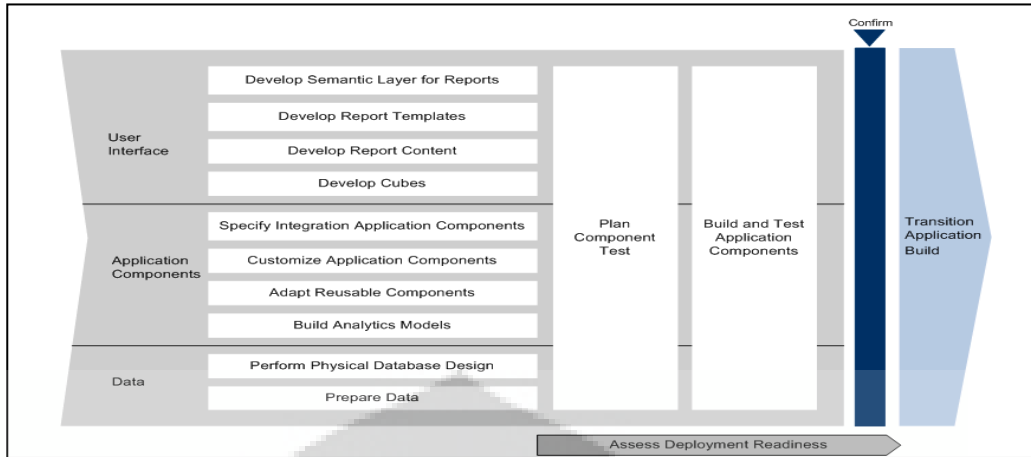 Confirm
User
Interface
Develop Semantic Layer for Reports
Develop Report Templates
Develop Report Content
Develop Cubes
Application
Components
Specify Integration Application Components
Customize Application Components
Adapt Reusable Components
Build Analytics Models
Data
Perform Physical Database Design
Prepare Data
Plan
Component
Test
Build and Test
Application
Components
Transition
Application
Build
Assess Deployment Readiness